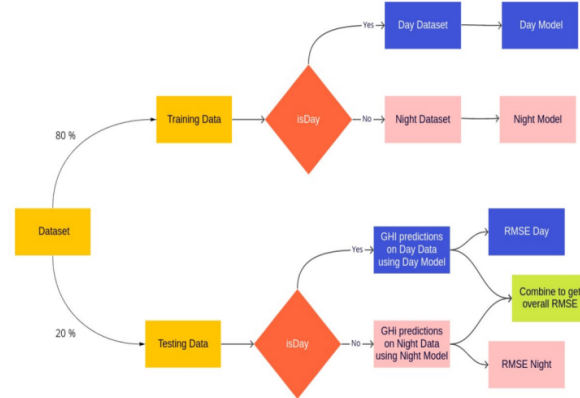 Yes
Day Dataset
Day Model
80 %
Training Data
isDay
No
Night Dataset
Night Model
Dataset
GHI predictions
on Day Data
using Day Model
RMSE Day
Yes
Combine to get
overall RMSE
20 %
Testing Data
isDay
No
GHI predictions
on Night Data
using Night Model
RMSE Night